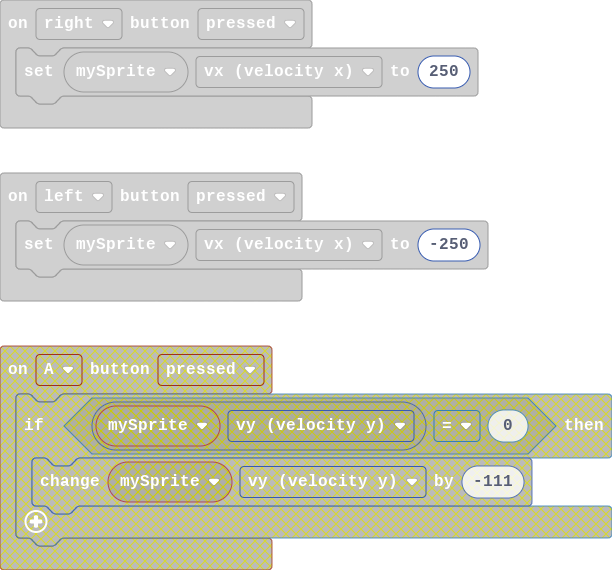 on right button pressed
set mySprite vx (velocity x) to 250
on left button pressed
set mySprite vx (velocity x) to -250
on A button pressed
if mySprite vy (velocity y) = 0 then
change mySprite vy (velocity y) by -111